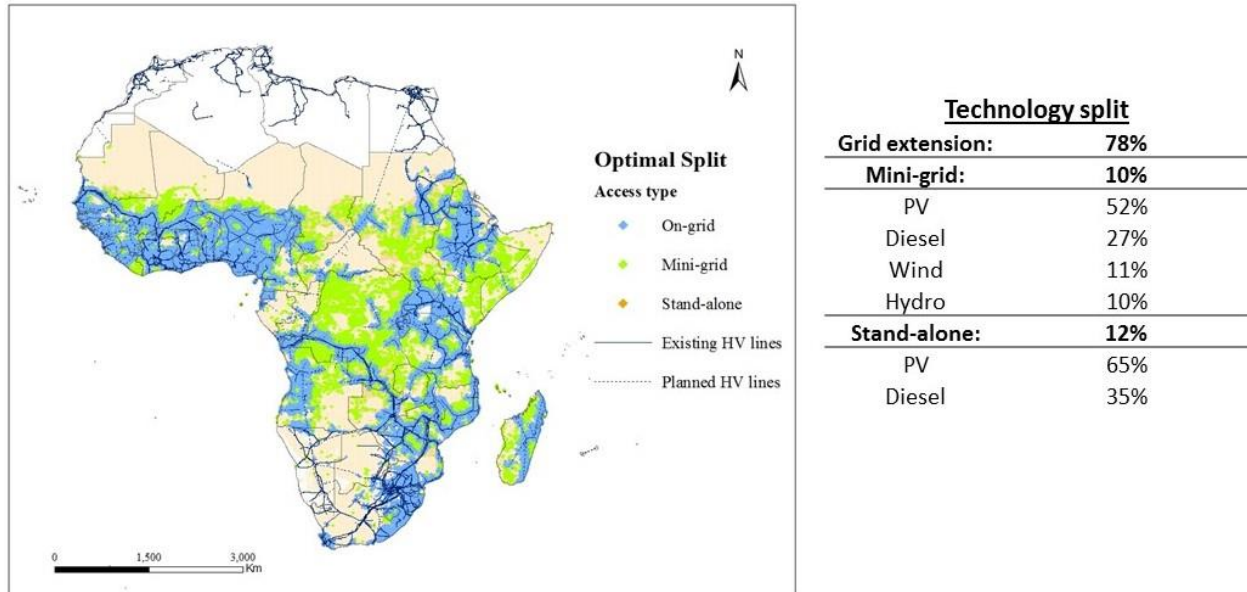 N
Optimal Split
Access type
On-grid
Mini-grid
Stand-alone
Existing HV lines
Planned HV lines
0 1,500 3,000
Km
Technology split
Grid extension: 78%
Mini-grid: 10%
PV 52%
Diesel 27%
Wind 11%
Hydro 10%
Stand-alone: 12%
PV 65%
Diesel 35%